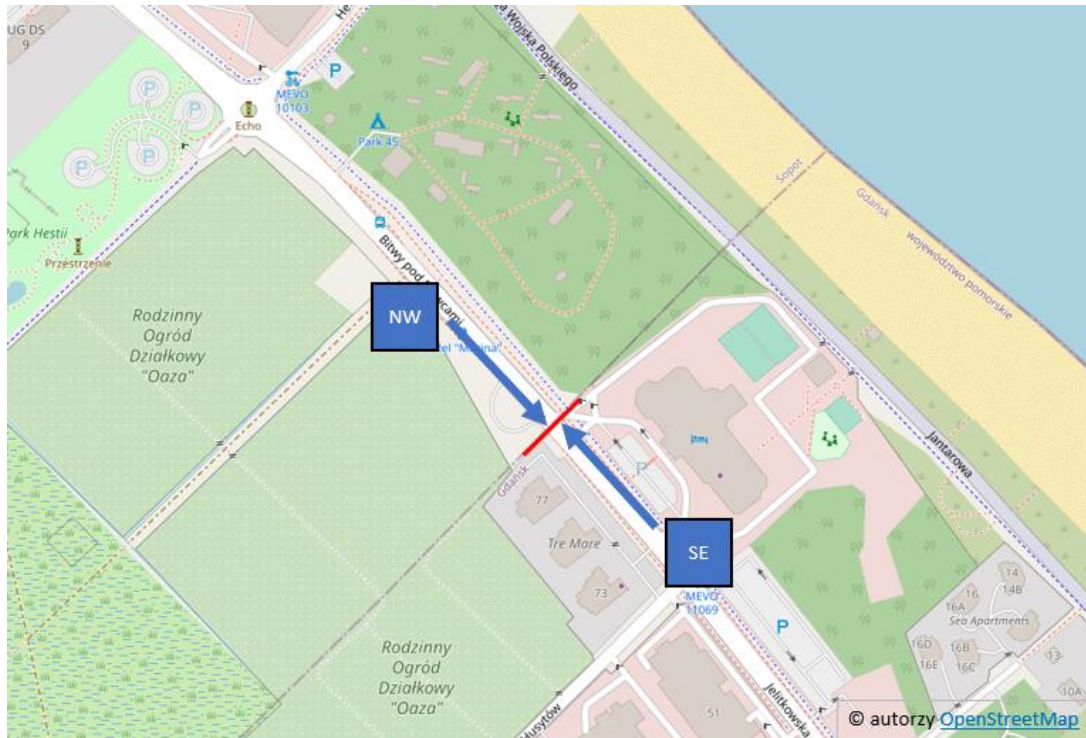 UG DS
9
MEVO
10103
Echo
Park 45
Wojska Polskiego
Sopot
Gdańsk
województwo pomorskie
Park Hestii
Przestrzenie
Bitwy pod
NW
Rodzinny
Ogród
Działkowy
"Oaza"
Jantarowa
Gdańsk
77
Tre Mare
73
SE
MEVO
11069
14
14B
16
16A
Sea Apartments
16D
16B
16E
16C
13
10A
Rodzinny
Ogród
Działkowy
"Oaza"
Husytów
51
Jelitkowska
© autorzy OpenStreetMap